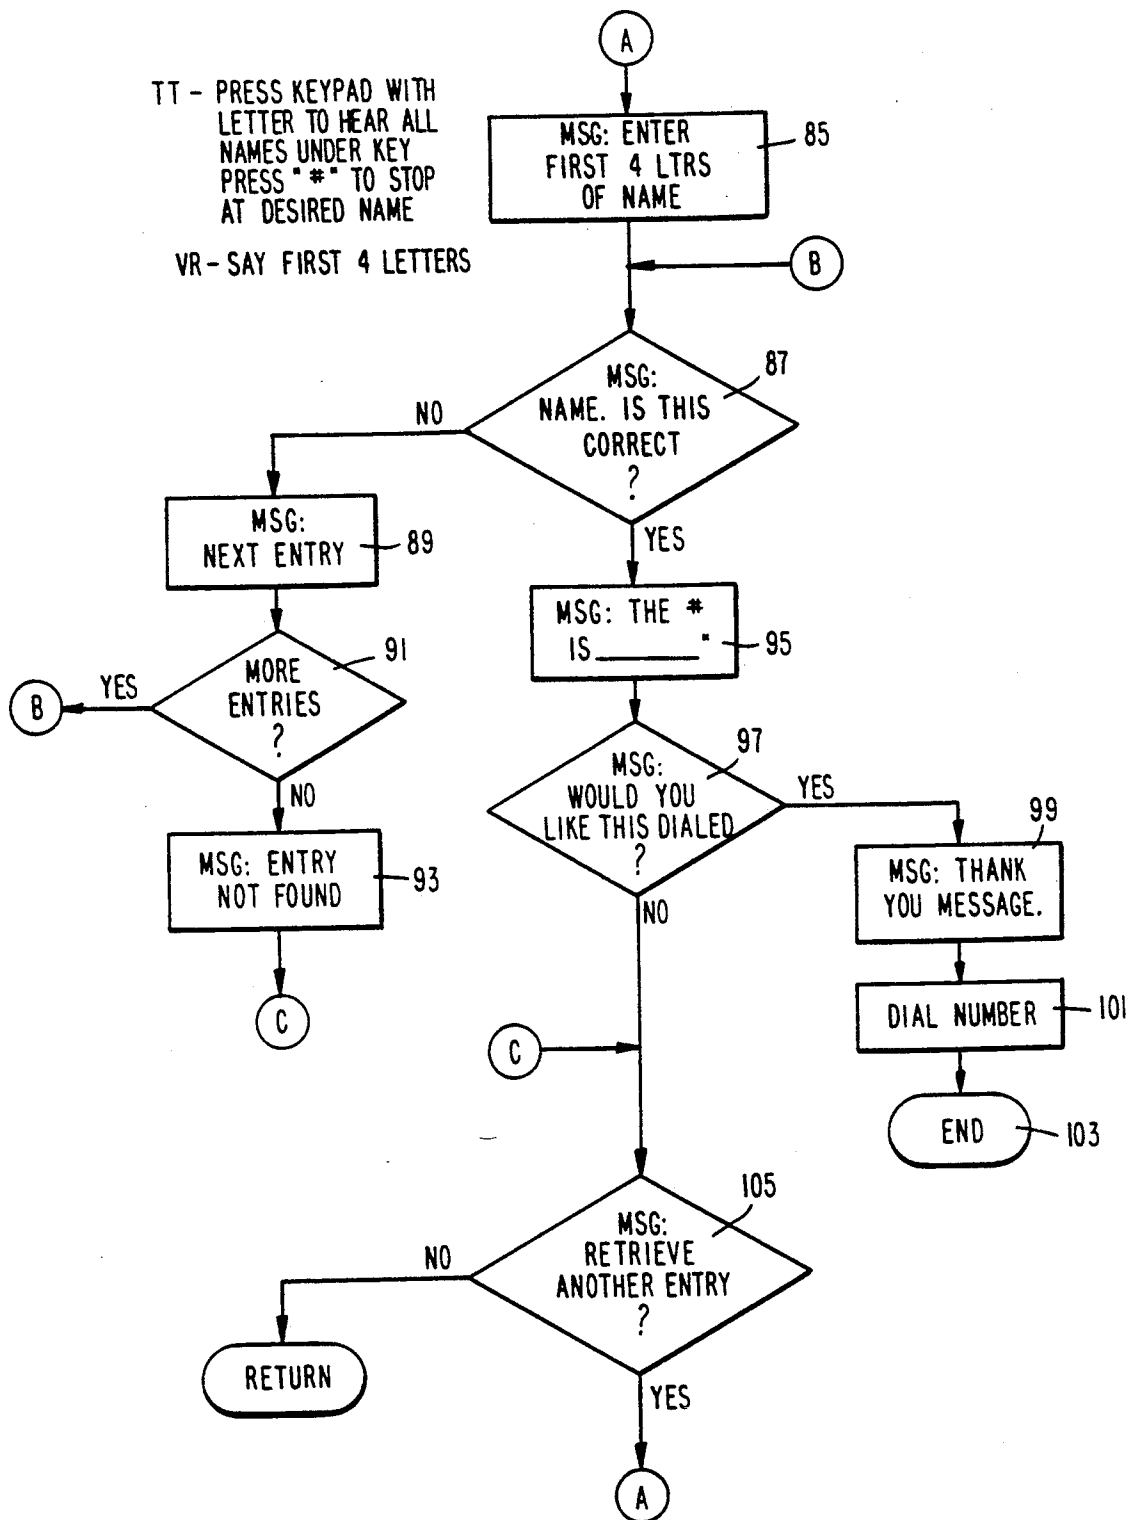 A
TT - PRESS KEYPAD WITH
LETTER TO HEAR ALL
NAMES UNDER KEY
PRESS "#" TO STOP
AT DESIRED NAME
VR - SAY FIRST 4 LETTERS
MSG: ENTER
FIRST 4 LTRS
OF NAME
85
B
MSG:
NAME. IS THIS
CORRECT
?
87
NO
YES
MSG:
NEXT ENTRY
89
MORE
ENTRIES
?
91
YES
B
NO
MSG: ENTRY
NOT FOUND
93
C
MSG: THE #
IS ______"
95
MSG:
WOULD YOU
LIKE THIS DIALED
?
97
YES
NO
MSG: THANK
YOU MESSAGE.
99
DIAL NUMBER
101
END
103
C
MSG:
RETRIEVE
ANOTHER ENTRY
?
105
NO
RETURN
YES
A